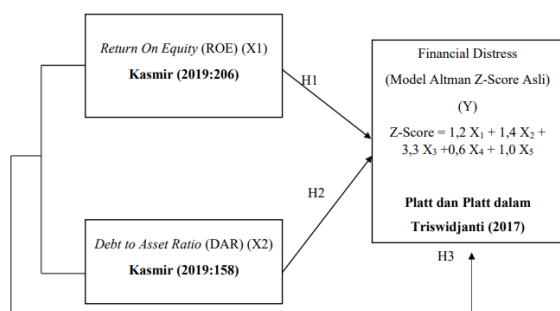 Return On Equity (ROE) (X1)
Kasmir (2019:206)
H1
Financial Distress
(Model Altman Z-Score Asli)
(Y)
Z-Score = 1,2 X₁ + 1,4 X₂ +
3,3 X₃ +0,6 X₄ + 1,0 X₅
Platt dan Platt dalam
Triswidjanti (2017)
H2
Debt to Asset Ratio (DAR) (X2)
Kasmir (2019:158)
H3